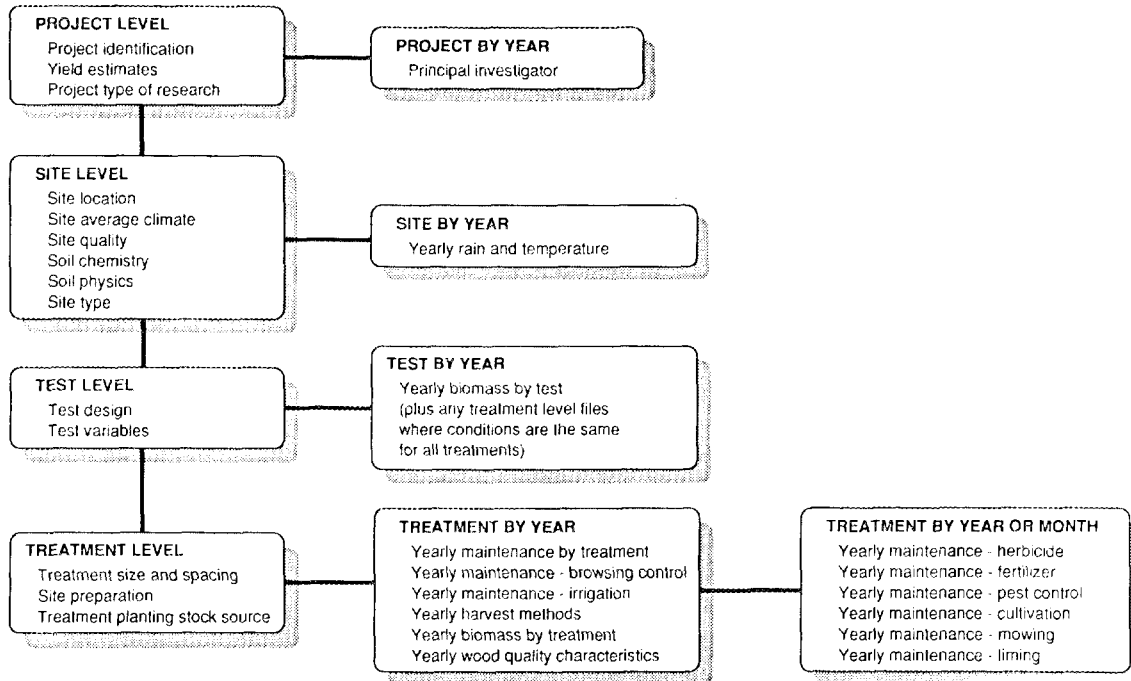 PROJECT LEVEL
Project identification
Yield estimates
Project type of research
PROJECT BY YEAR
Principal investigator
SITE LEVEL
Site location
Site average climate
Site quality
Soil chemistry
Soil physics
Site type
SITE BY YEAR
Yearly rain and temperature
TEST LEVEL
Test design
Test variables
TEST BY YEAR
Yearly biomass by test
(plus any treatment level files
where conditions are the same
for all treatments)
TREATMENT LEVEL
Treatment size and spacing
Site preparation
Treatment planting stock source
TREATMENT BY YEAR
Yearly maintenance by treatment
Yearly maintenance - browsing control
Yearly maintenance - irrigation
Yearly harvest methods
Yearly biomass by treatment
Yearly wood quality characteristics
TREATMENT BY YEAR OR MONTH
Yearly maintenance - herbicide
Yearly maintenance - fertilizer
Yearly maintenance - pest control
Yearly maintenance - cultivation
Yearly maintenance - mowing
Yearly maintenance - liming